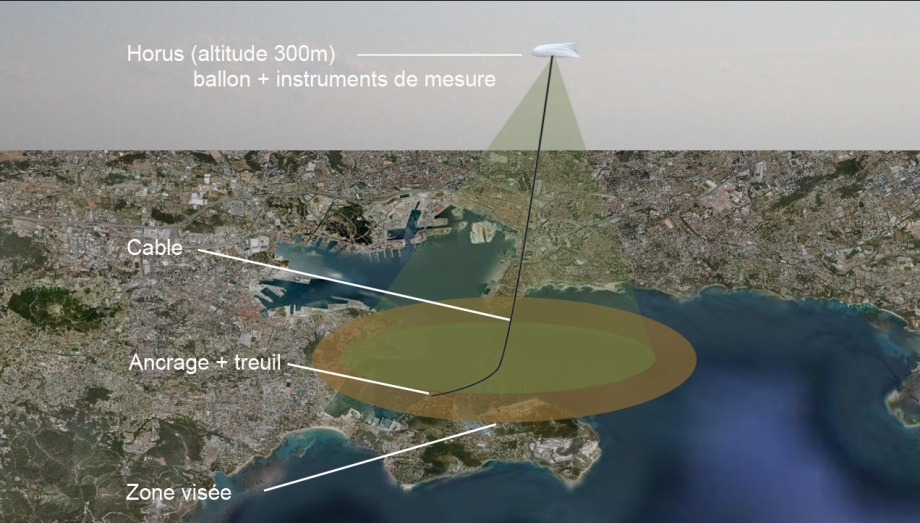 Horus (altitude 300m)
ballon + instruments de mesure
Cable
Ancrage + treuil
Zone visée